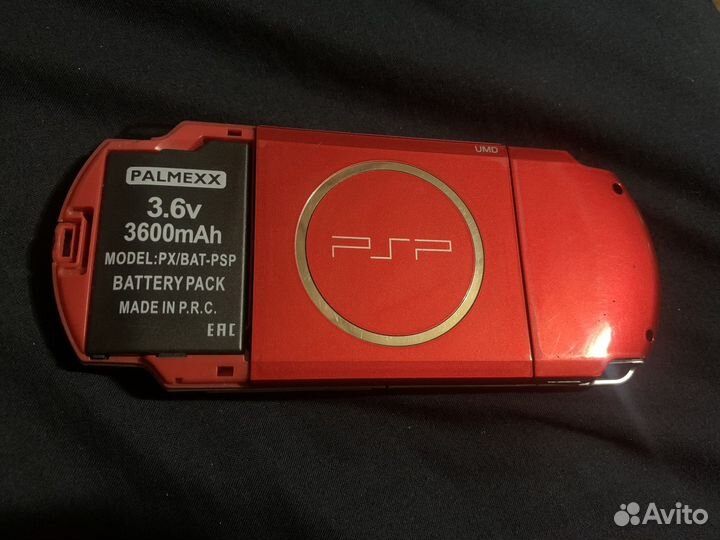 PALMEXX
3.6v
3600mAh
MODEL:PX/BAT-PSP
BATTERY PACK
MADE IN P.R.C.
EAC
UMD
PSP
Avito